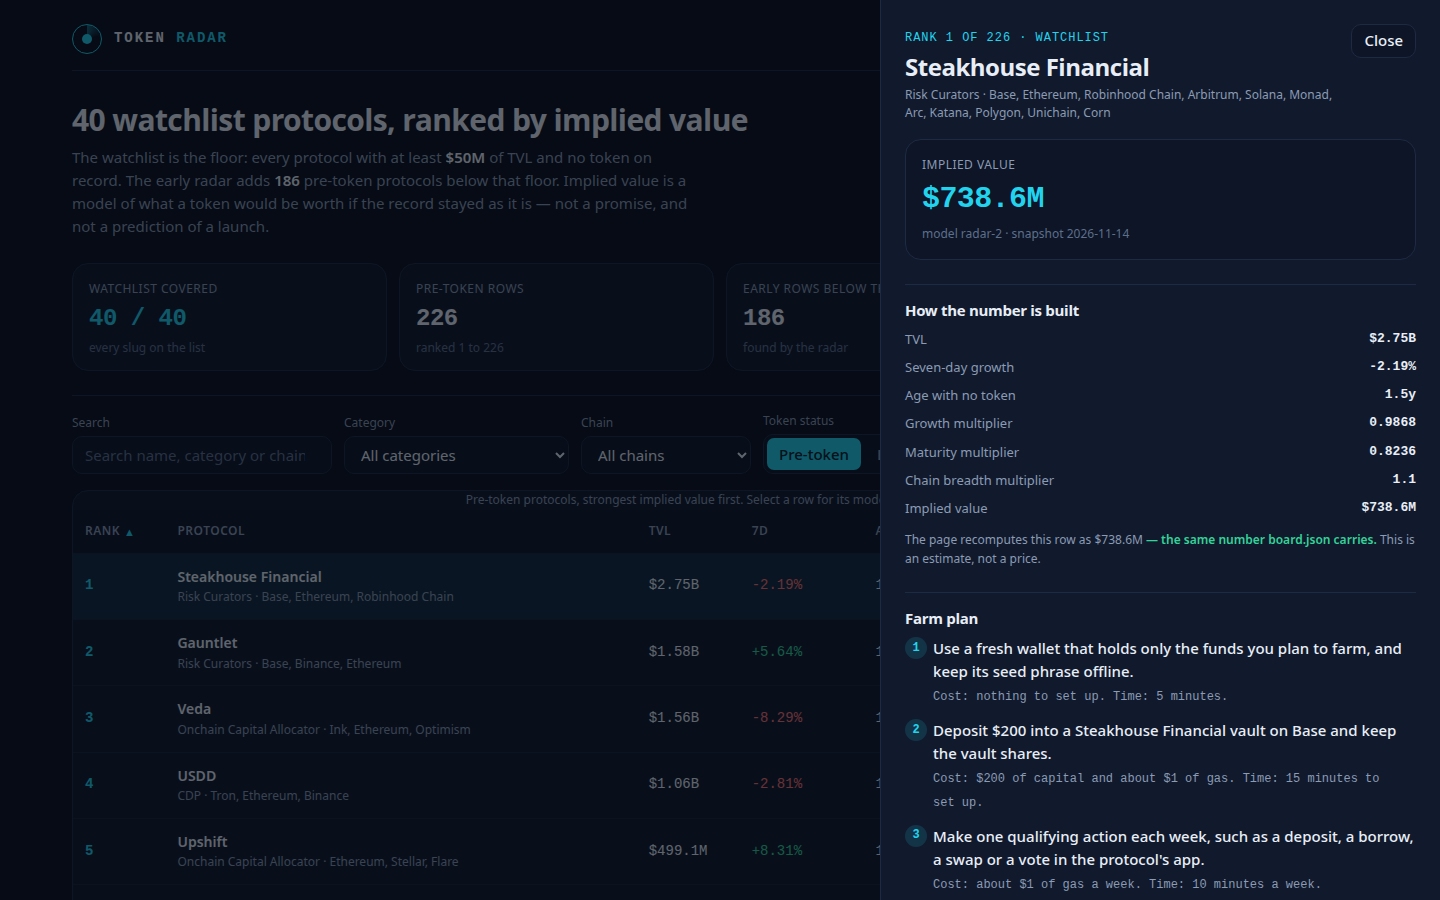 TOKEN RADAR
40 watchlist protocols, ranked by implied value
The watchlist is the floor: every protocol with at least $50M of TVL and no token on
record. The early radar adds 186 pre-token protocols below that floor. Implied value is a
model of what a token would be worth if the record stayed as it is — not a promise, and
not a prediction of a launch.
WATCHLIST COVERED
40 / 40
every slug on the list
PRE-TOKEN ROWS
226
ranked 1 to 226
EARLY ROWS BELOW
186
found by the radar
Search
Search name, category or chain
Category
All categories
Chain
All chains
Token status
Pre-token
Pre-token protocols, strongest implied value first. Select a row for its
RANK ▲ PROTOCOL TVL 7D
1 Steakhouse Financial $2.75B -2.19%
Risk Curators · Base, Ethereum, Robinhood Chain
2 Gauntlet $1.58B +5.64%
Risk Curators · Base, Binance, Ethereum
3 Veda $1.56B -8.29%
Onchain Capital Allocator · Ink, Ethereum, Optimism
4 USDD $1.06B -2.81%
CDP · Tron, Ethereum, Binance
5 Upshift $499.1M +8.31%
Onchain Capital Allocator · Ethereum, Stellar, Flare
RANK 1 OF 226 · WATCHLIST
Close
Steakhouse Financial
Risk Curators · Base, Ethereum, Robinhood Chain, Arbitrum, Solana, Monad,
Arc, Katana, Polygon, Unichain, Corn
IMPLIED VALUE
$738.6M
model radar-2 · snapshot 2026-11-14
How the number is built
TVL $2.75B
Seven-day growth -2.19%
Age with no token 1.5y
Growth multiplier 0.9868
Maturity multiplier 0.8236
Chain breadth multiplier 1.1
Implied value $738.6M
The page recomputes this row as $738.6M — the same number board.json carries. This is
an estimate, not a price.
Farm plan
1 Use a fresh wallet that holds only the funds you plan to farm, and
keep its seed phrase offline.
Cost: nothing to set up. Time: 5 minutes.
2 Deposit $200 into a Steakhouse Financial vault on Base and keep
the vault shares.
Cost: $200 of capital and about $1 of gas. Time: 15 minutes to
set up.
3 Make one qualifying action each week, such as a deposit, a borrow,
a swap or a vote in the protocol's app.
Cost: about $1 of gas a week. Time: 10 minutes a week.